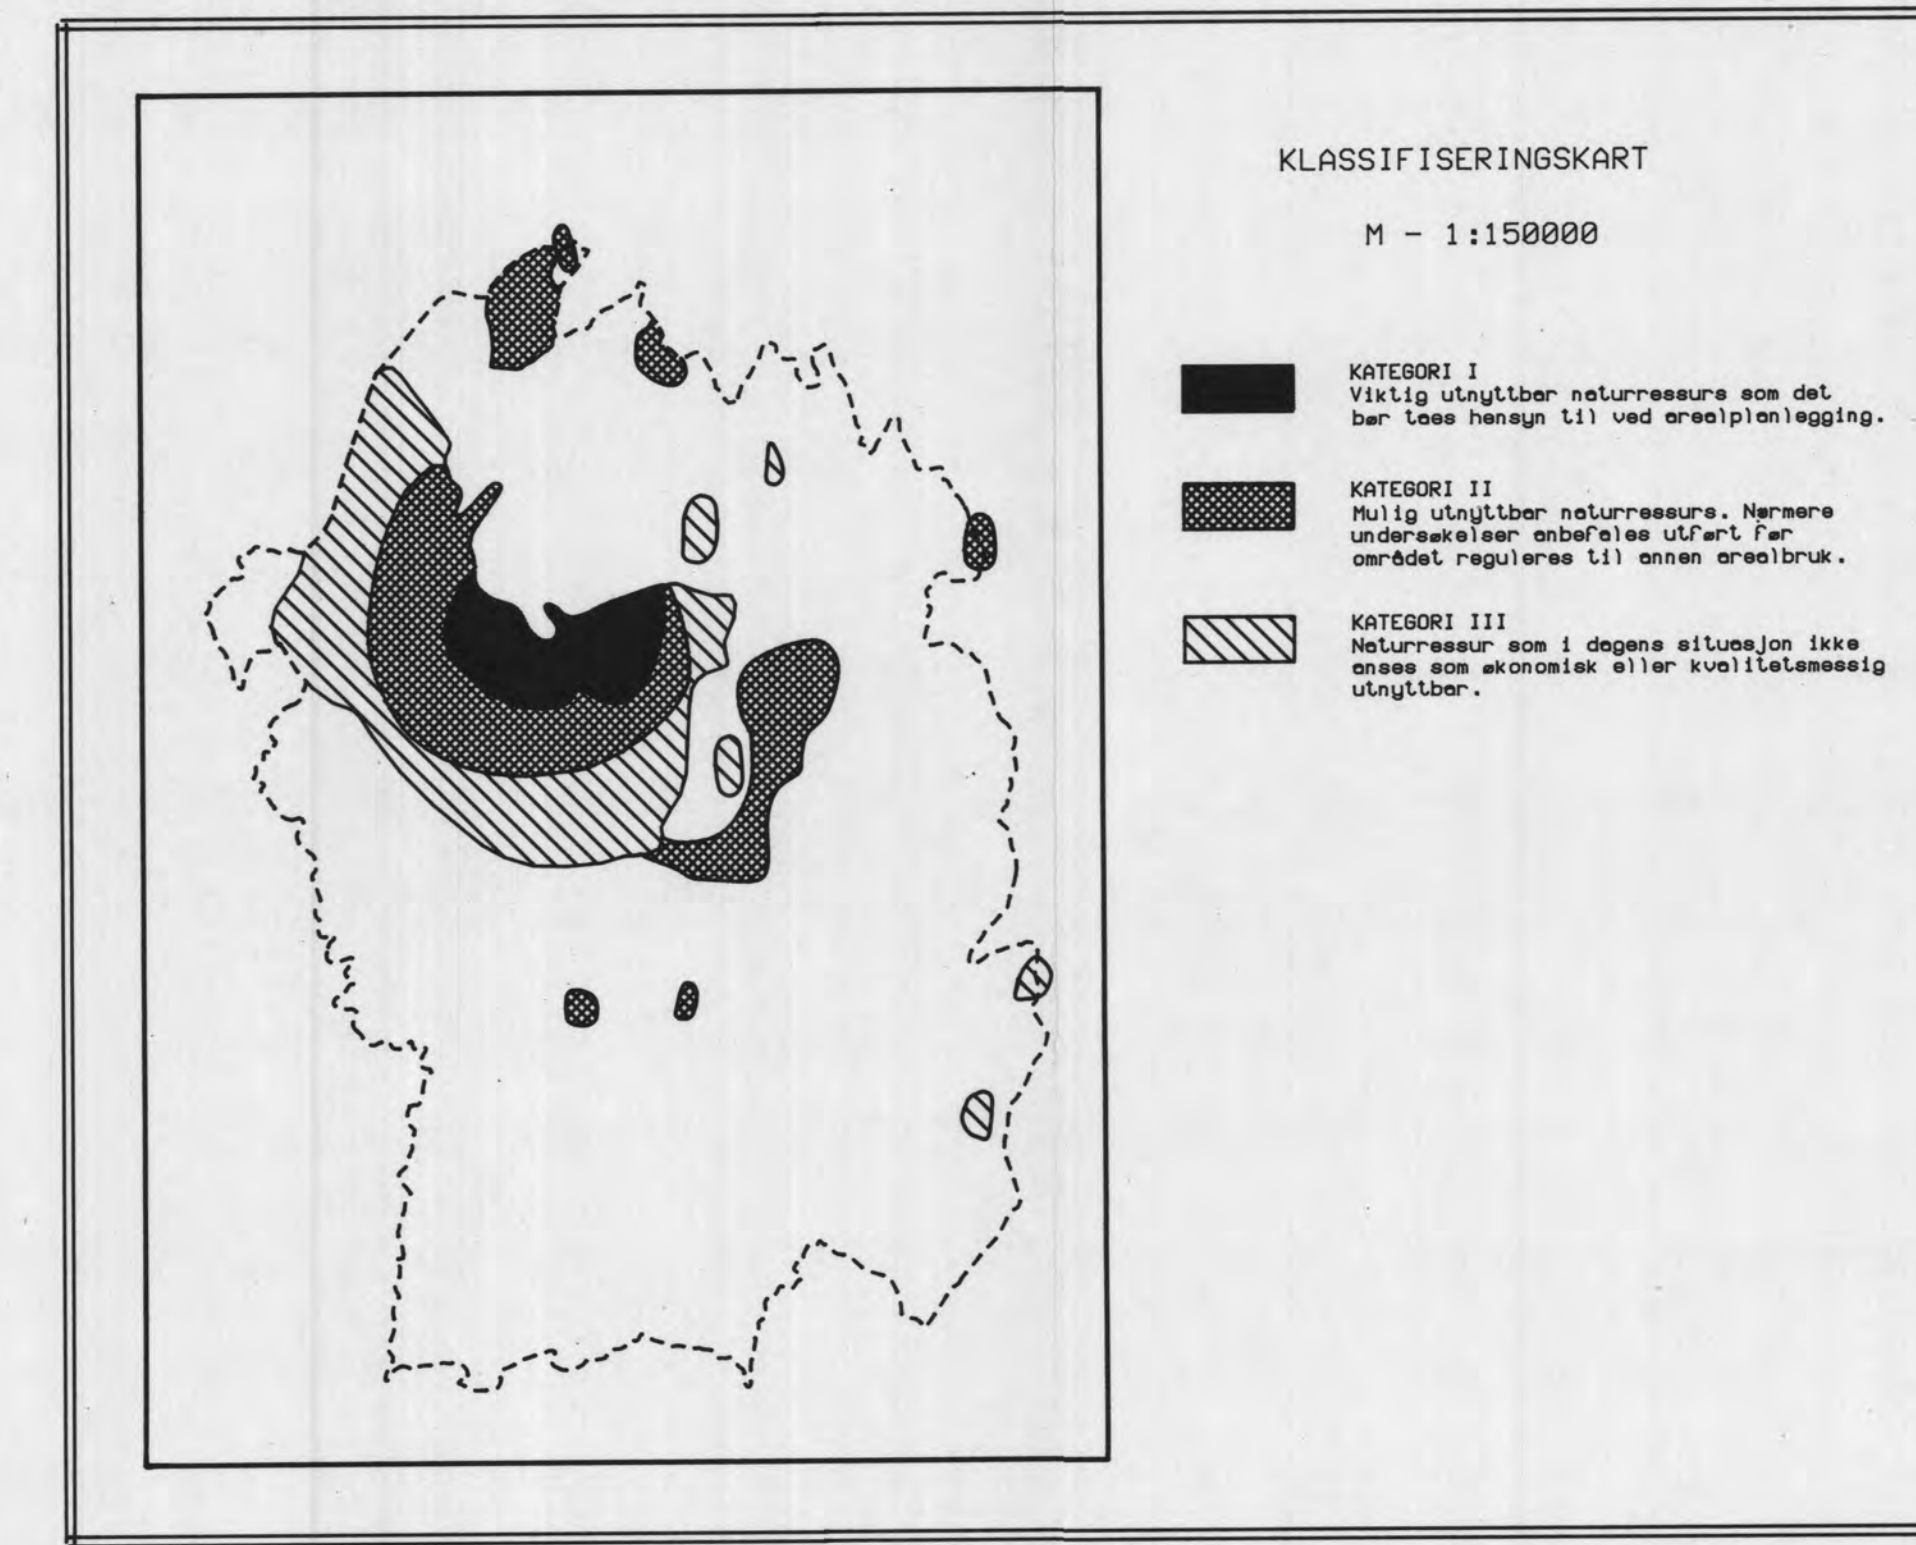 KLASSIFISERINGSKART
M - 1:150000
KATEGORI I
Viktig utnyttbar naturressurs som det
bør taes hensyn til ved arealplanlegging.
KATEGORI II
Mulig utnyttbar naturressurs. Nærmere
undersøkelser anbefales utført før
området reguleres til annen arealbruk.
KATEGORI III
Naturressur som i dagens situasjon ikke
anses som økonomisk eller kvalitetsmessig
utnyttbar.